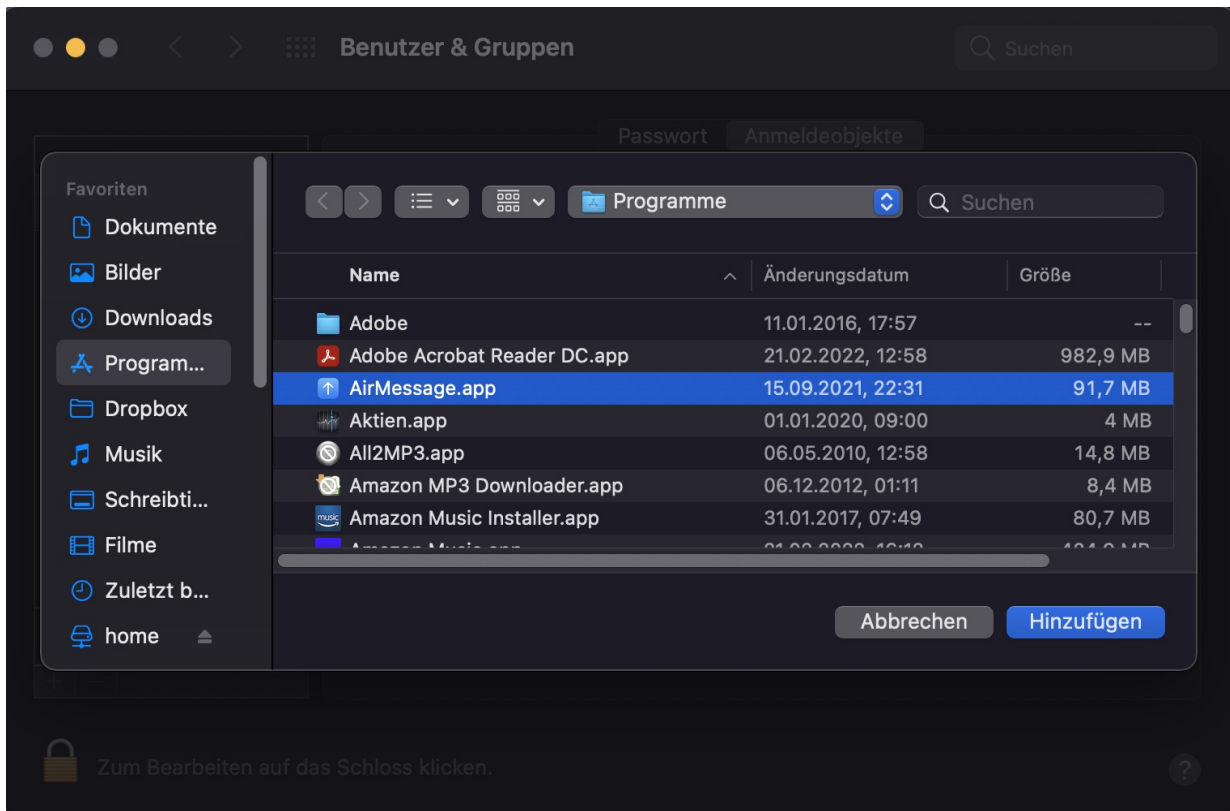 Benutzer & Gruppen
Suchen
Passwort
Anmeldeobjekte
Favoriten
Dokumente
Bilder
Downloads
Program...
Dropbox
Musik
Schreibti...
Filme
Zuletzt b...
home
Programme
Suchen
Name Änderungsdatum Größe
Adobe 11.01.2016, 17:57 --
Adobe Acrobat Reader DC.app 21.02.2022, 12:58 982,9 MB
AirMessage.app 15.09.2021, 22:31 91,7 MB
Aktien.app 01.01.2020, 09:00 4 MB
All2MP3.app 06.05.2010, 12:58 14,8 MB
Amazon MP3 Downloader.app 06.12.2012, 01:11 8,4 MB
music Amazon Music Installer.app 31.01.2017, 07:49 80,7 MB
Amazon Music.app
Abbrechen
Hinzufügen
Zum Bearbeiten auf das Schloss klicken.
?